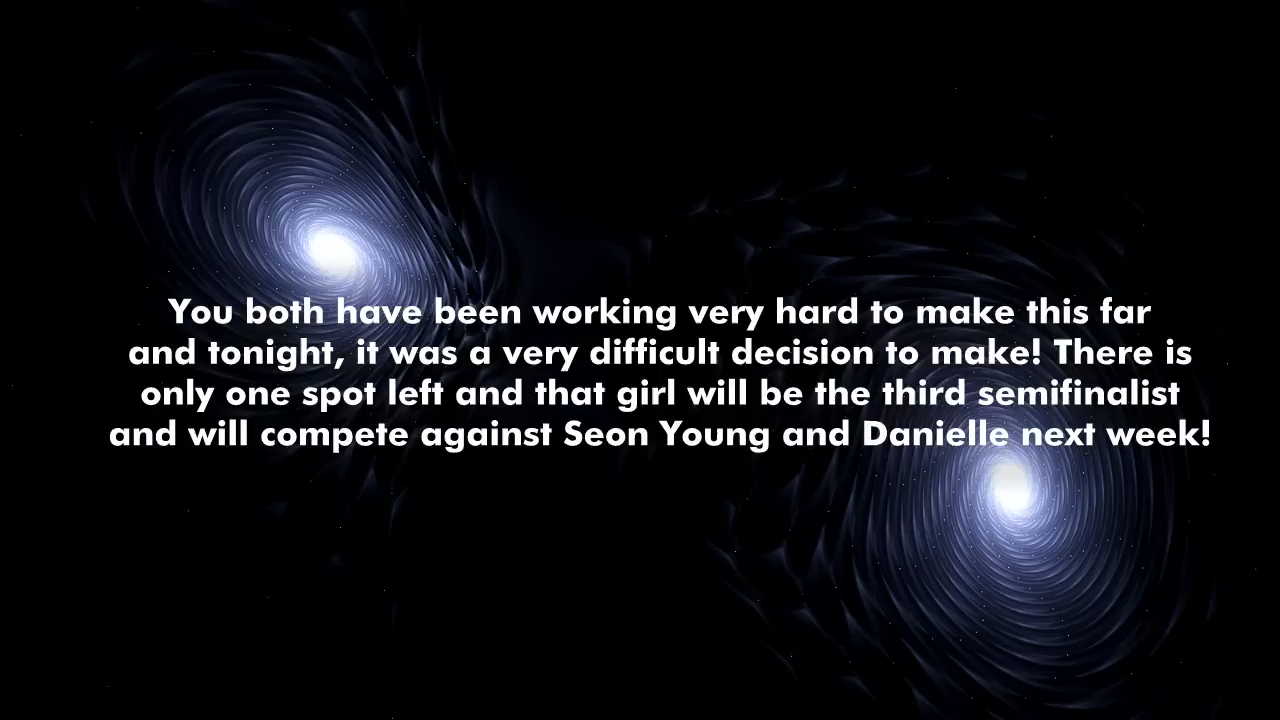 You both have been working very hard to make this far
and tonight, it was a very difficult decision to make! There is
only one spot left and that girl will be the third semifinalist
and will compete against Seon Young and Danielle next week!